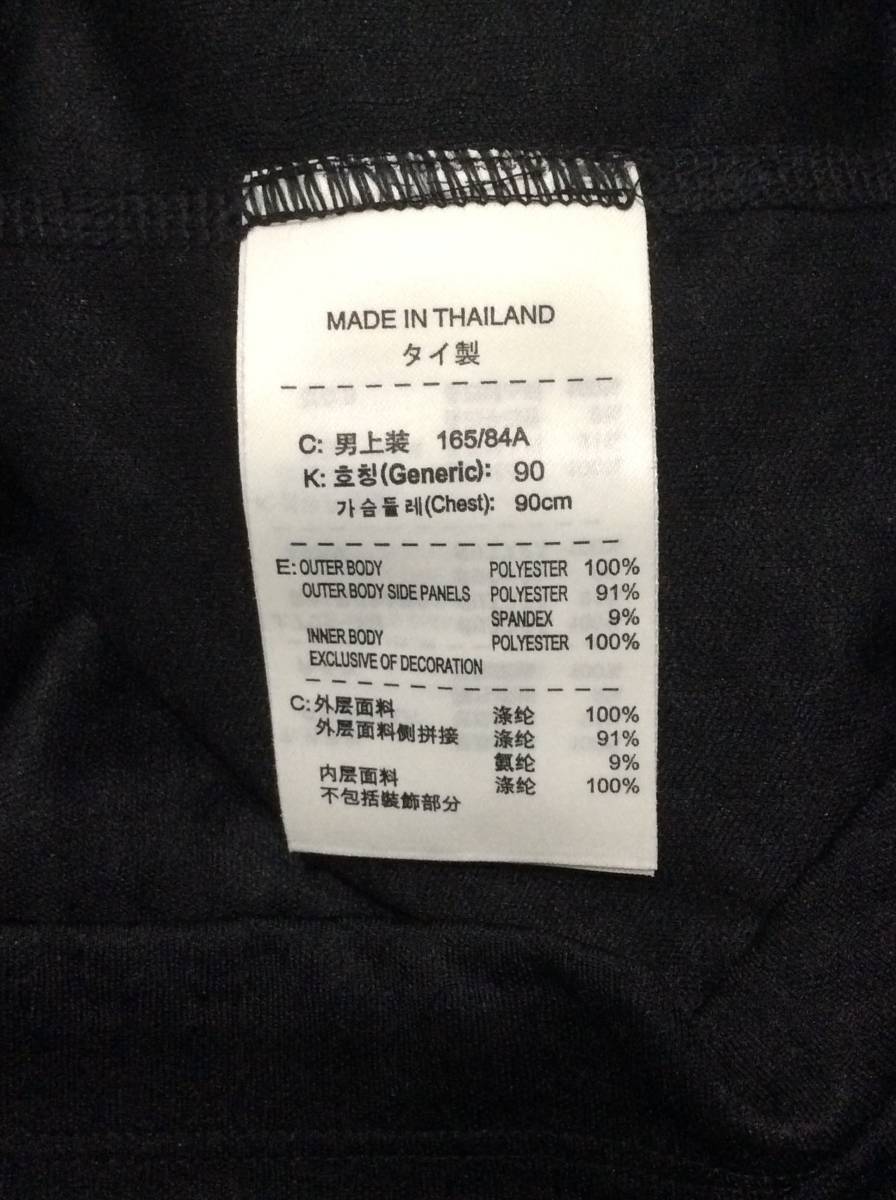 MADE IN THAILAND
タイ製
C: 男上装 165/84A
K: 호칭(Generic): 90
가슴둘레(Chest): 90cm
E: OUTER BODY POLYESTER 100%
OUTER BODY SIDE PANELS POLYESTER 91%
SPANDEX 9%
INNER BODY POLYESTER 100%
EXCLUSIVE OF DECORATION
C: 外层面料 涤纶 100%
外层面料侧拼接 涤纶 91%
氨纶 9%
内层面料 涤纶 100%
不包括裝飾部分